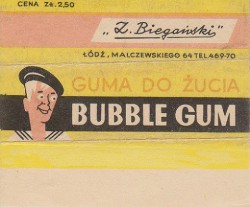 CENA ZŁ. 2,50
„Z. Biegański”
ŁÓDŹ, MALCZEWSKIEGO 64 TEL. 469-70
GUMA DO ŻUCIA
BUBBLE GUM